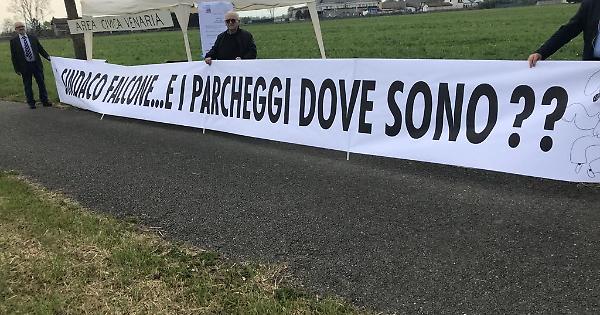 AREA CIVICA VENARIA
SINDACO FALCONE...E I PARCHEGGI DOVE SONO??